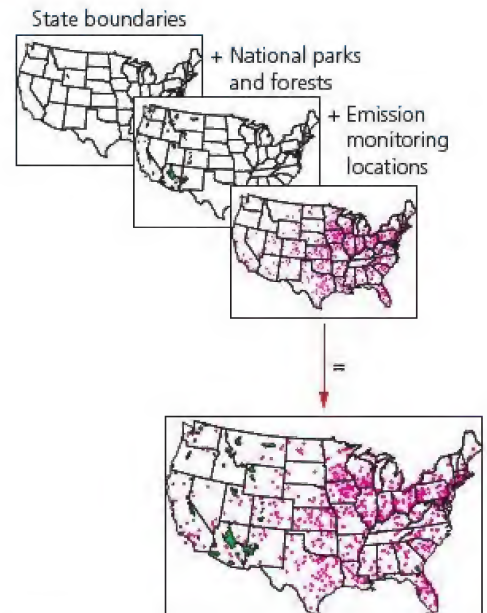 State boundaries
+ National parks
and forests
+ Emission
monitoring
locations
=